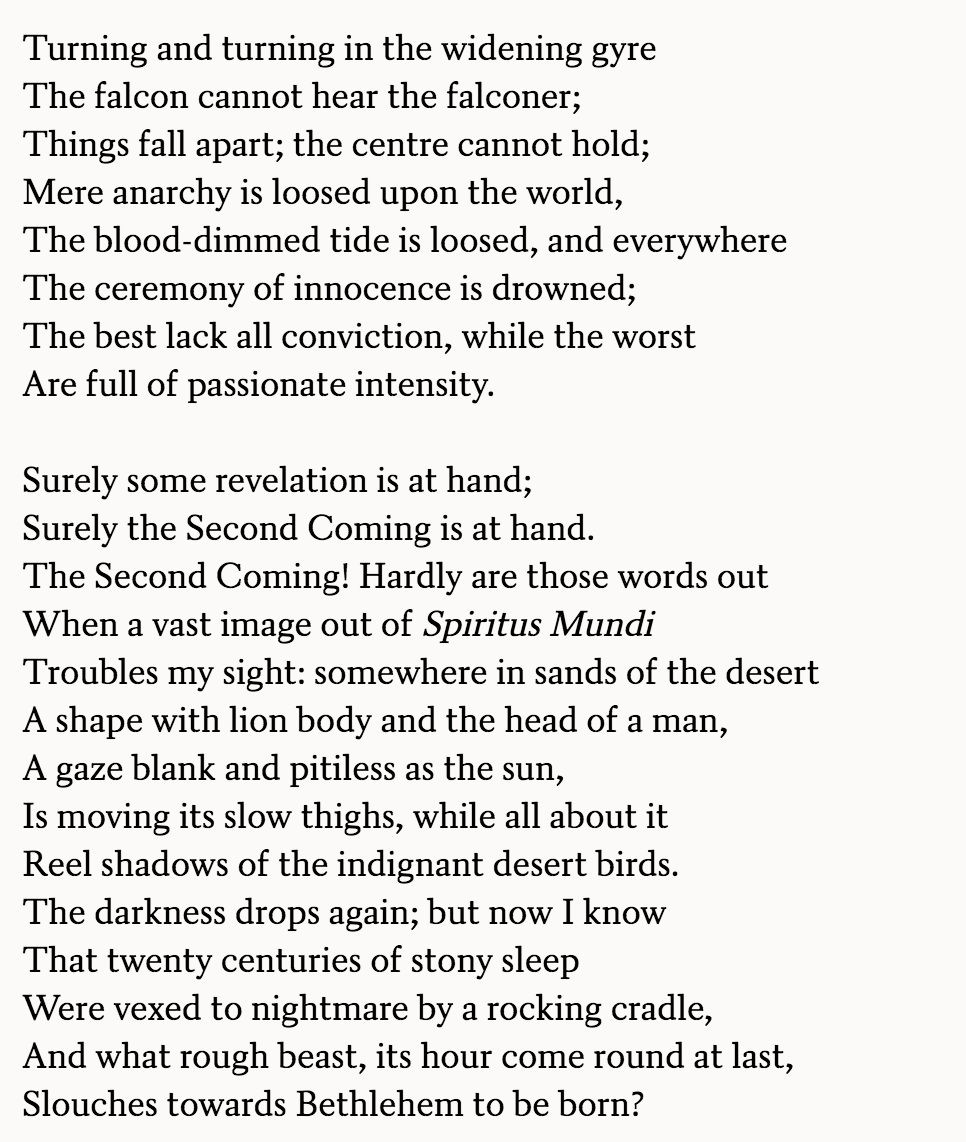 Turning and turning in the widening gyre
The falcon cannot hear the falconer;
Things fall apart; the centre cannot hold;
Mere anarchy is loosed upon the world,
The blood-dimmed tide is loosed, and everywhere
The ceremony of innocence is drowned;
The best lack all conviction, while the worst
Are full of passionate intensity.

Surely some revelation is at hand;
Surely the Second Coming is at hand.
The Second Coming! Hardly are those words out
When a vast image out of Spiritus Mundi
Troubles my sight: somewhere in sands of the desert
A shape with lion body and the head of a man,
A gaze blank and pitiless as the sun,
Is moving its slow thighs, while all about it
Reel shadows of the indignant desert birds.
The darkness drops again; but now I know
That twenty centuries of stony sleep
Were vexed to nightmare by a rocking cradle,
And what rough beast, its hour come round at last,
Slouches towards Bethlehem to be born?